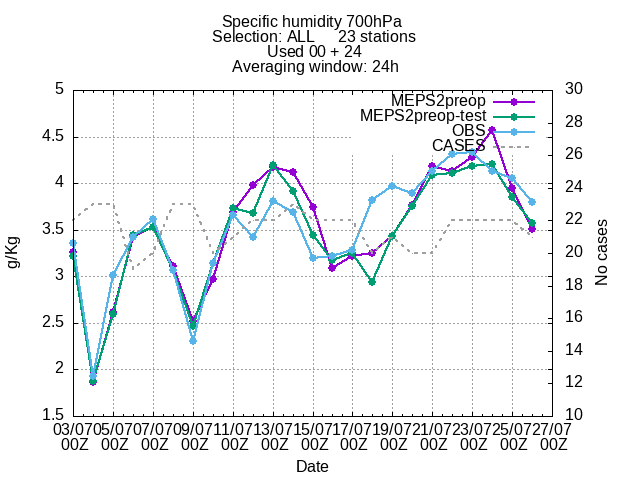 Specific humidity 700hPa
Selection: ALL 23 stations
Used 00 + 24
Averaging window: 24h
5 30
MEPS2preop
28
MEPS2preop-test
4.5 OBS
CASES 26
4 24
3.5 22
g/Kg No cases
20
3
18
2.5 16
14
2 12
1.5 10
03/07 05/07 07/07 09/07 11/07 13/07 15/07 17/07 19/07 21/07 23/07 25/07 27/07
00Z 00Z 00Z 00Z 00Z 00Z 00Z 00Z 00Z 00Z 00Z 00Z 00Z
Date